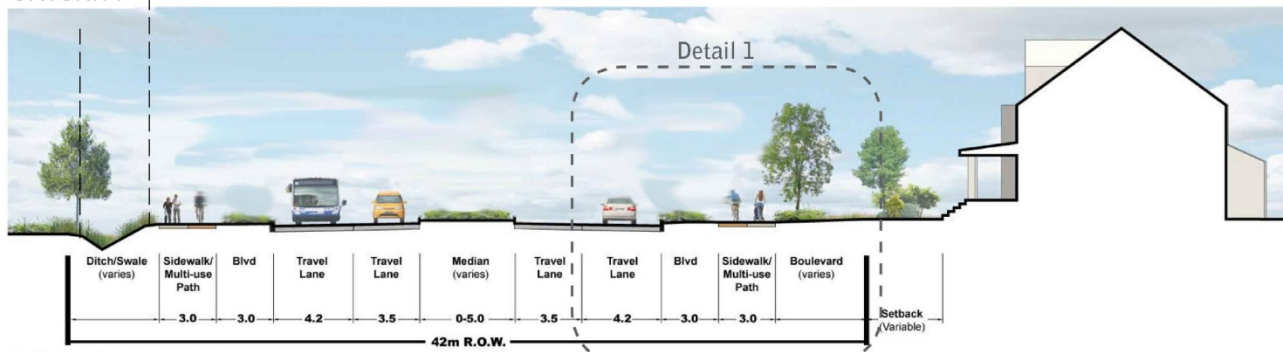 Detail 1
Ditch/Swale
(varies)
Sidewalk/
Multi-use
Path
Blvd
Travel
Lane
Travel
Lane
Median
(varies)
Travel
Lane
Travel
Lane
Blvd
Sidewalk/
Multi-use
Path
Boulevard
(varies)
3.0
3.0
4.2
3.5
0-5.0
3.5
4.2
3.0
3.0
Setback
(Variable)
42m R.O.W.